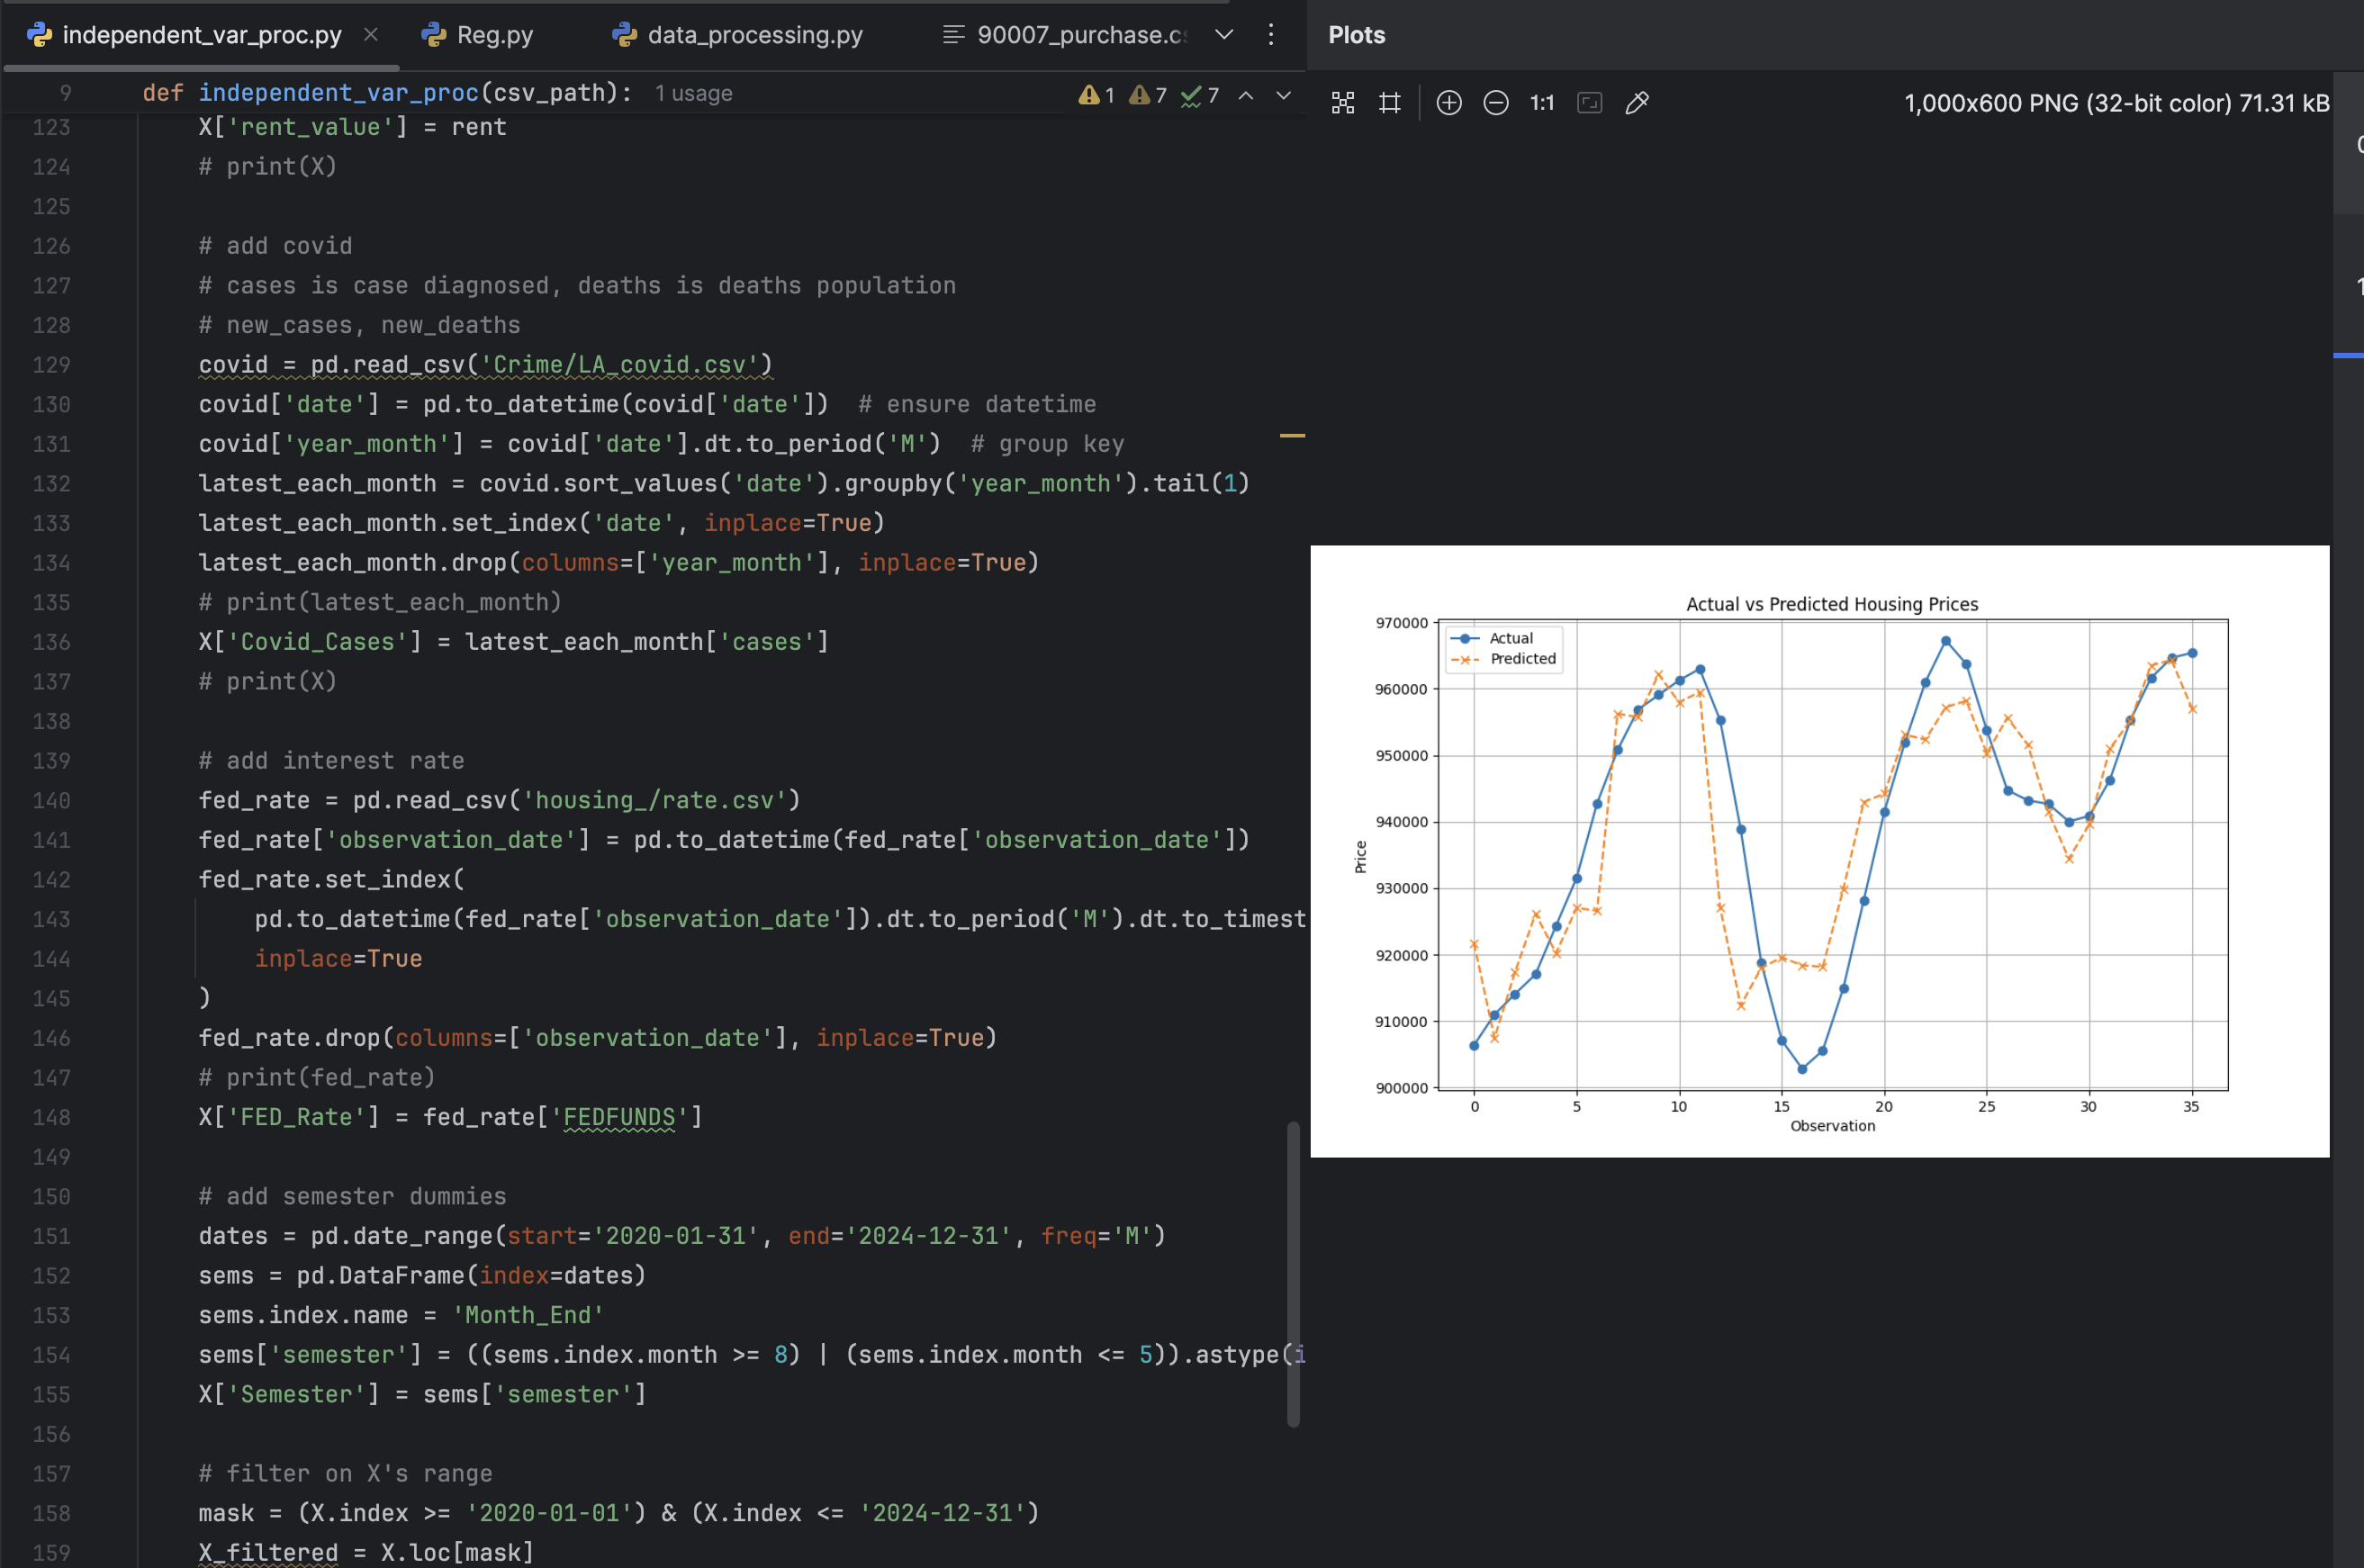 independent_var_proc.py
Reg.py
data_processing.py
90007_purchase.c
Plots
9 def independent_var_proc(csv_path): 1 usage
1 7 7
1:1
1,000x600 PNG (32-bit color) 71.31 kB
123 X['rent_value'] = rent
124 # print(X)
125
126 # add covid
127 # cases is case diagnosed, deaths is deaths population
128 # new_cases, new_deaths
129 covid = pd.read_csv('Crime/LA_covid.csv')
130 covid['date'] = pd.to_datetime(covid['date']) # ensure datetime
131 covid['year_month'] = covid['date'].dt.to_period('M') # group key
132 latest_each_month = covid.sort_values('date').groupby('year_month').tail(1)
133 latest_each_month.set_index('date', inplace=True)
134 latest_each_month.drop(columns=['year_month'], inplace=True)
135 # print(latest_each_month)
136 X['Covid_Cases'] = latest_each_month['cases']
137 # print(X)
138
139 # add interest rate
140 fed_rate = pd.read_csv('housing_/rate.csv')
141 fed_rate['observation_date'] = pd.to_datetime(fed_rate['observation_date'])
142 fed_rate.set_index(
143 pd.to_datetime(fed_rate['observation_date']).dt.to_period('M').dt.to_timest
144 inplace=True
145 )
146 fed_rate.drop(columns=['observation_date'], inplace=True)
147 # print(fed_rate)
148 X['FED_Rate'] = fed_rate['FEDFUNDS']
149
150 # add semester dummies
151 dates = pd.date_range(start='2020-01-31', end='2024-12-31', freq='M')
152 sems = pd.DataFrame(index=dates)
153 sems.index.name = 'Month_End'
154 sems['semester'] = ((sems.index.month >= 8) | (sems.index.month <= 5)).astype(i
155 X['Semester'] = sems['semester']
156
157 # filter on X's range
158 mask = (X.index >= '2020-01-01') & (X.index <= '2024-12-31')
159 X_filtered = X.loc[mask]
Actual vs Predicted Housing Prices
Actual
Predicted
970000
960000
950000
940000
930000
920000
910000
900000
Price
0 5 10 15 20 25 30 35
Observation